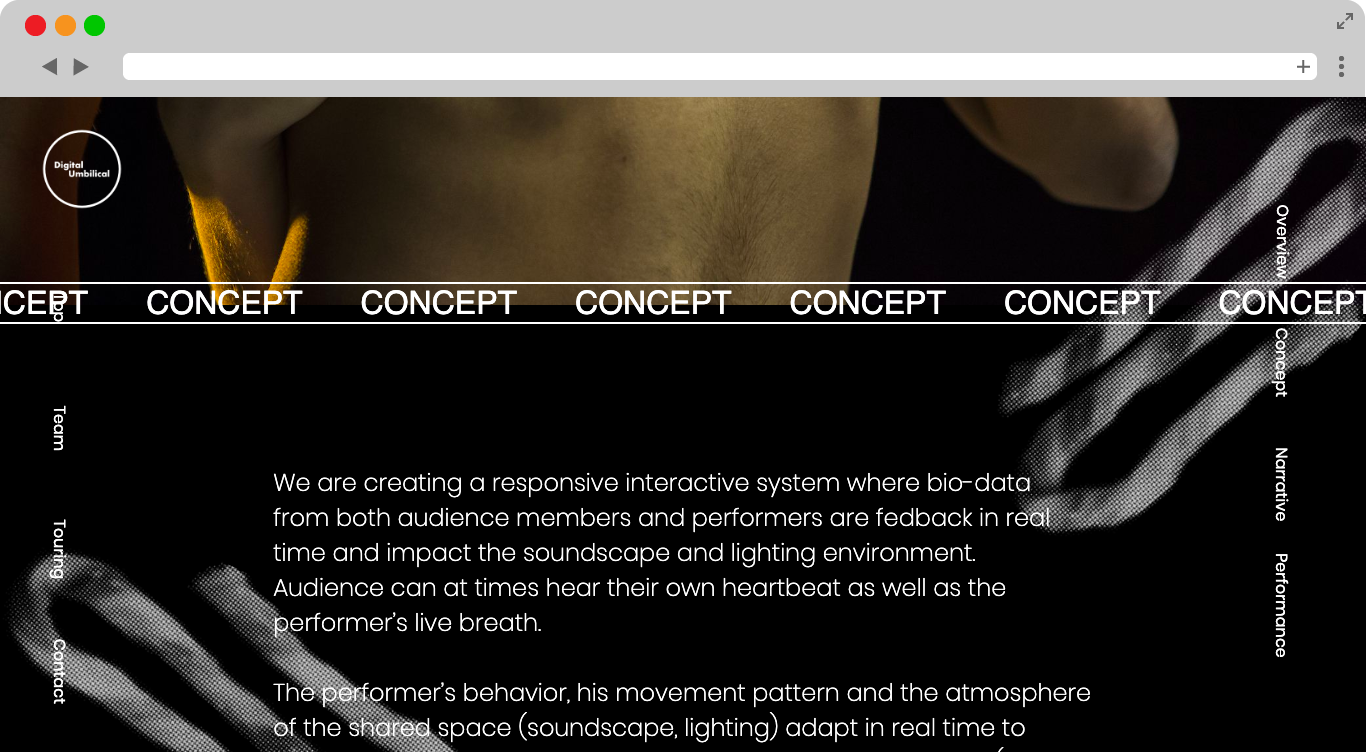 Digital
Umbilical
Overview
CEPT CONCEPT CONCEPT CONCEPT CONCEPT CONCEPT CONCEPT
Concept
Team
Narrative
Touring
Performance
Contact
We are creating a responsive interactive system where bio-data
from both audience members and performers are fedback in real
time and impact the soundscape and lighting environment.
Audience can at times hear their own heartbeat as well as the
performer’s live breath.
The performer’s behavior, his movement pattern and the atmosphere
of the shared space (soundscape, lighting) adapt in real time to